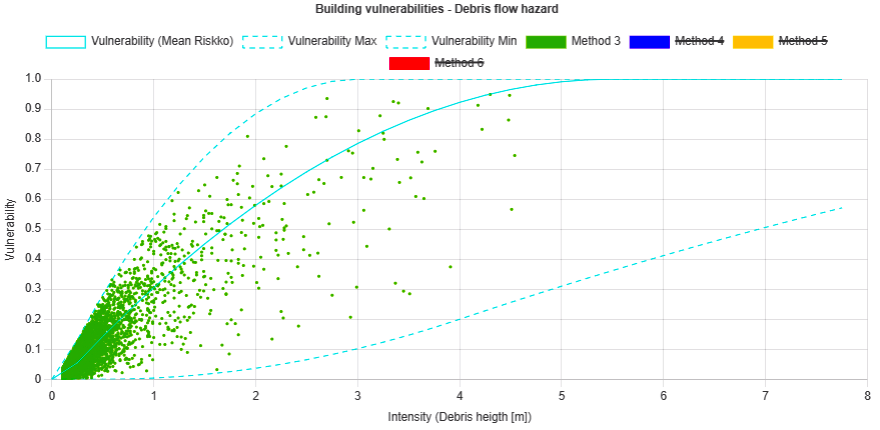 Building vulnerabilities - Debris flow hazard
Vulnerability (Mean Riskko) Vulnerability Max Vulnerability Min Method 3 Method 4 Method 5
Method 6
1.0
0.9
0.8
0.7
0.6
0.5
0.4
0.3
0.2
0.1
0
Vulnerability
0 1 2 3 4 5 6 7 8
Intensity (Debris heigth [m])